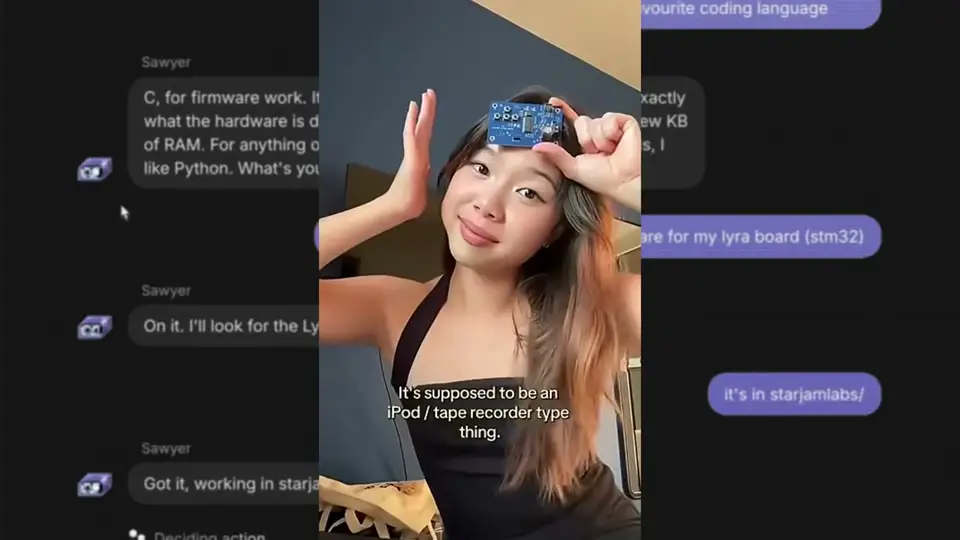 vourite coding language
Sawyer
C, for firmware work. It
xactly
what the hardware is d
ew KB
of RAM. For anything o
s, I
like Python. What's you
are for my lyra board (stm32)
Sawyer
On it. I'll look for the Ly
It's supposed to be an
iPod / tape recorder type
thing.
it's in starjamlabs/
Sawyer
Got it, working in starja
Deciding action